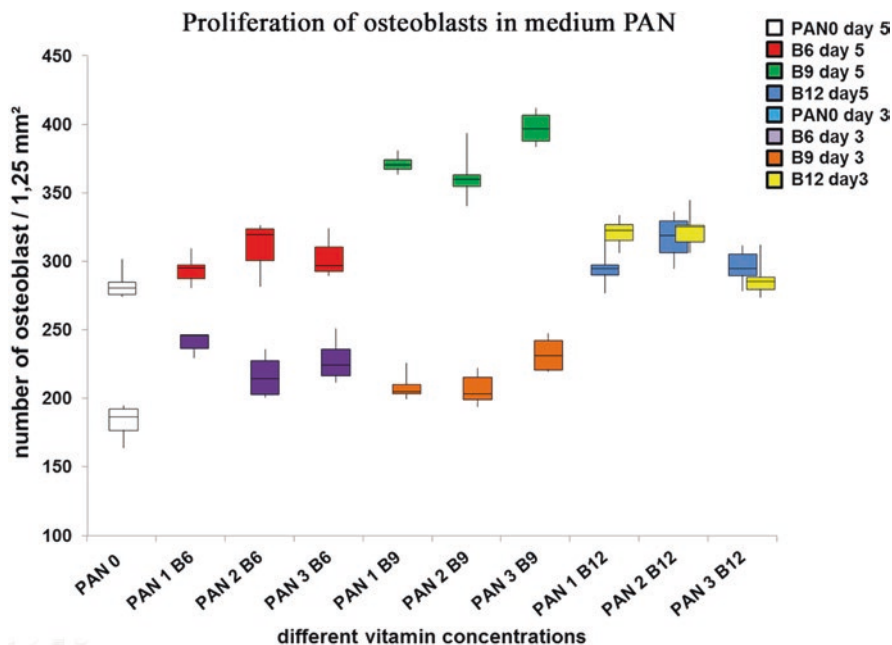 Proliferation of osteoblasts in medium PAN
PAN0 day 5
B6 day 5
B9 day 5
B12 day5
PAN0 day 3
B6 day 3
B9 day 3
B12 day3
number of osteoblast / 1,25 mm²
450
400
350
300
250
200
150
100
PAN 0
PAN 1 B6
PAN 2 B6
PAN 3 B6
PAN 1 B9
PAN 2 B9
PAN 3 B9
PAN 1 B12
PAN 2 B12
PAN 3 B12
different vitamin concentrations